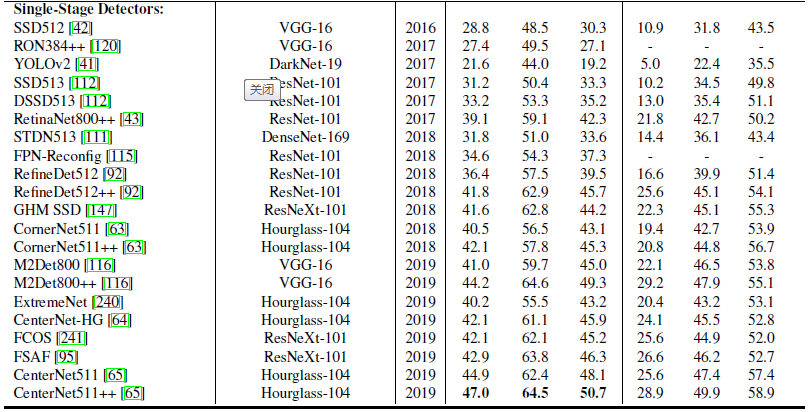 Single-Stage Detectors:
SSD512 [42] VGG-16 2016 28.8 48.5 30.3 10.9 31.8 43.5
RON384++ [120] VGG-16 2017 27.4 49.5 27.1 - - -
YOLOv2 [41] DarkNet-19 2017 21.6 44.0 19.2 5.0 22.4 35.5
SSD513 [112] ResNet-101 2017 31.2 50.4 33.3 10.2 34.5 49.8
关闭
DSSD513 [112] ResNet-101 2017 33.2 53.3 35.2 13.0 35.4 51.1
RetinaNet800++ [43] ResNet-101 2017 39.1 59.1 42.3 21.8 42.7 50.2
STDN513 [111] DenseNet-169 2018 31.8 51.0 33.6 14.4 36.1 43.4
FPN-Reconfig [115] ResNet-101 2018 34.6 54.3 37.3 - - -
RefineDet512 [92] ResNet-101 2018 36.4 57.5 39.5 16.6 39.9 51.4
RefineDet512++ [92] ResNet-101 2018 41.8 62.9 45.7 25.6 45.1 54.1
GHM SSD [147] ResNeXt-101 2018 41.6 62.8 44.2 22.3 45.1 55.3
CornerNet511 [63] Hourglass-104 2018 40.5 56.5 43.1 19.4 42.7 53.9
CornerNet511++ [63] Hourglass-104 2018 42.1 57.8 45.3 20.8 44.8 56.7
M2Det800 [116] VGG-16 2019 41.0 59.7 45.0 22.1 46.5 53.8
M2Det800++ [116] VGG-16 2019 44.2 64.6 49.3 29.2 47.9 55.1
ExtremeNet [240] Hourglass-104 2019 40.2 55.5 43.2 20.4 43.2 53.1
CenterNet-HG [64] Hourglass-104 2019 42.1 61.1 45.9 24.1 45.5 52.8
FCOS [241] ResNeXt-101 2019 42.1 62.1 45.2 25.6 44.9 52.0
FSAF [95] ResNeXt-101 2019 42.9 63.8 46.3 26.6 46.2 52.7
CenterNet511 [65] Hourglass-104 2019 44.9 62.4 48.1 25.6 47.4 57.4
CenterNet511++ [65] Hourglass-104 2019 47.0 64.5 50.7 28.9 49.9 58.9